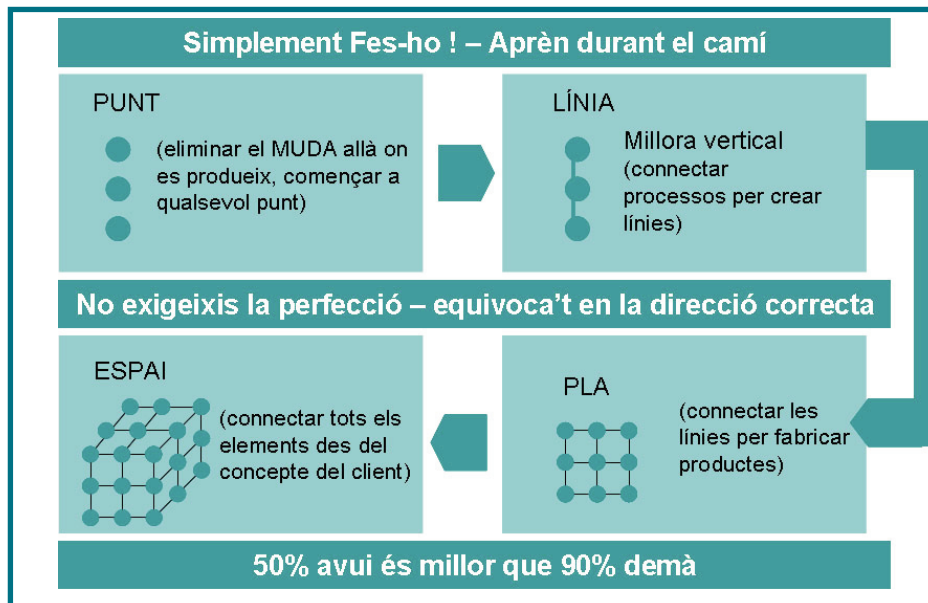 Simplement Fes-ho ! – Aprèn durant el camí
PUNT
(eliminar el MUDA allà on
es produeix, començar a
qualsevol punt)
LÍNIA
Millora vertical
(connectar
processos per crear
línies)
No exigeixis la perfecció – equivoca’t en la direcció correcta
ESPAI
(connectar tots els
elements des del
concepte del client)
PLA
(connectar les
línies per fabricar
productes)
50% avui és millor que 90% demà